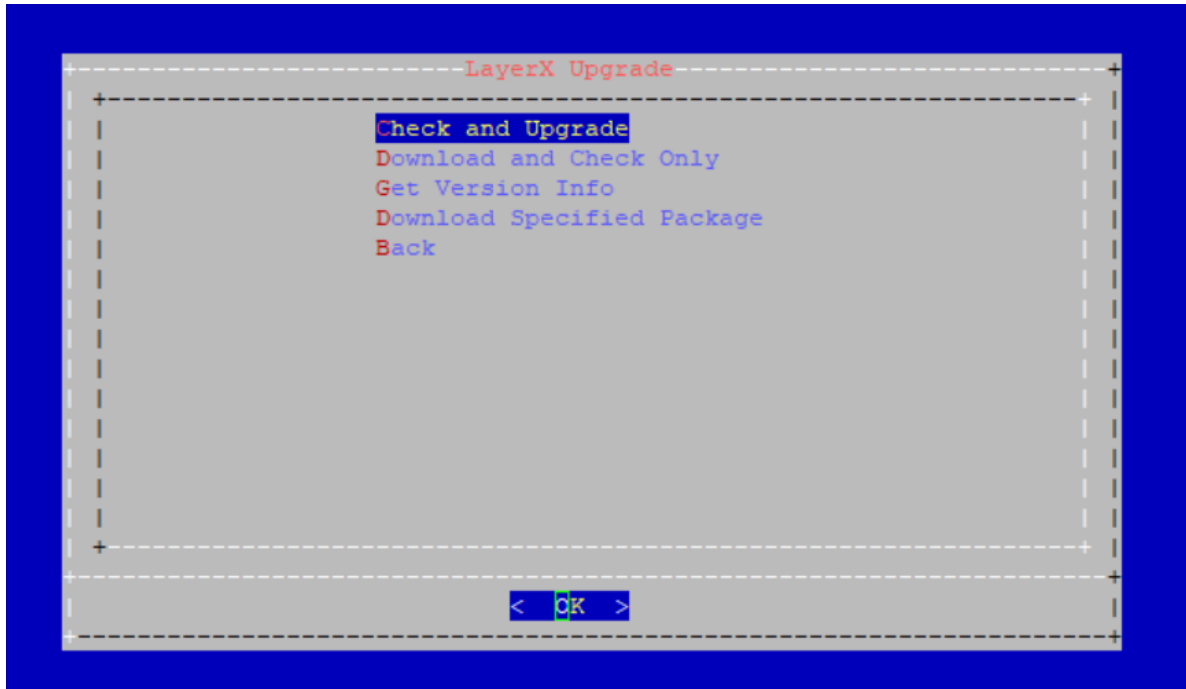 LayerX Upgrade
Check and Upgrade
Download and Check Only
Get Version Info
Download Specified Package
Back
< OK >